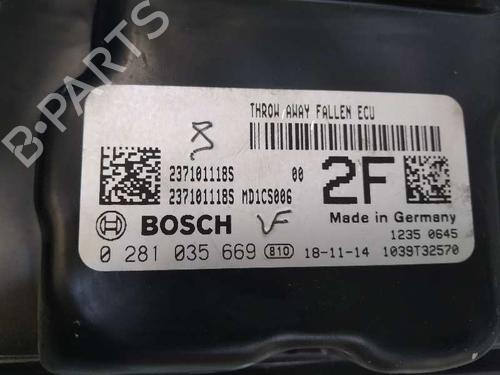 B-PARTS
THROW AWAY FALLEN ECU
8
237101118S 00
237101118S MD1CS006
2F
BOSCH VF
Made in Germany
1235 0645
0 281 035 669 810 18-11-14 1039T32570